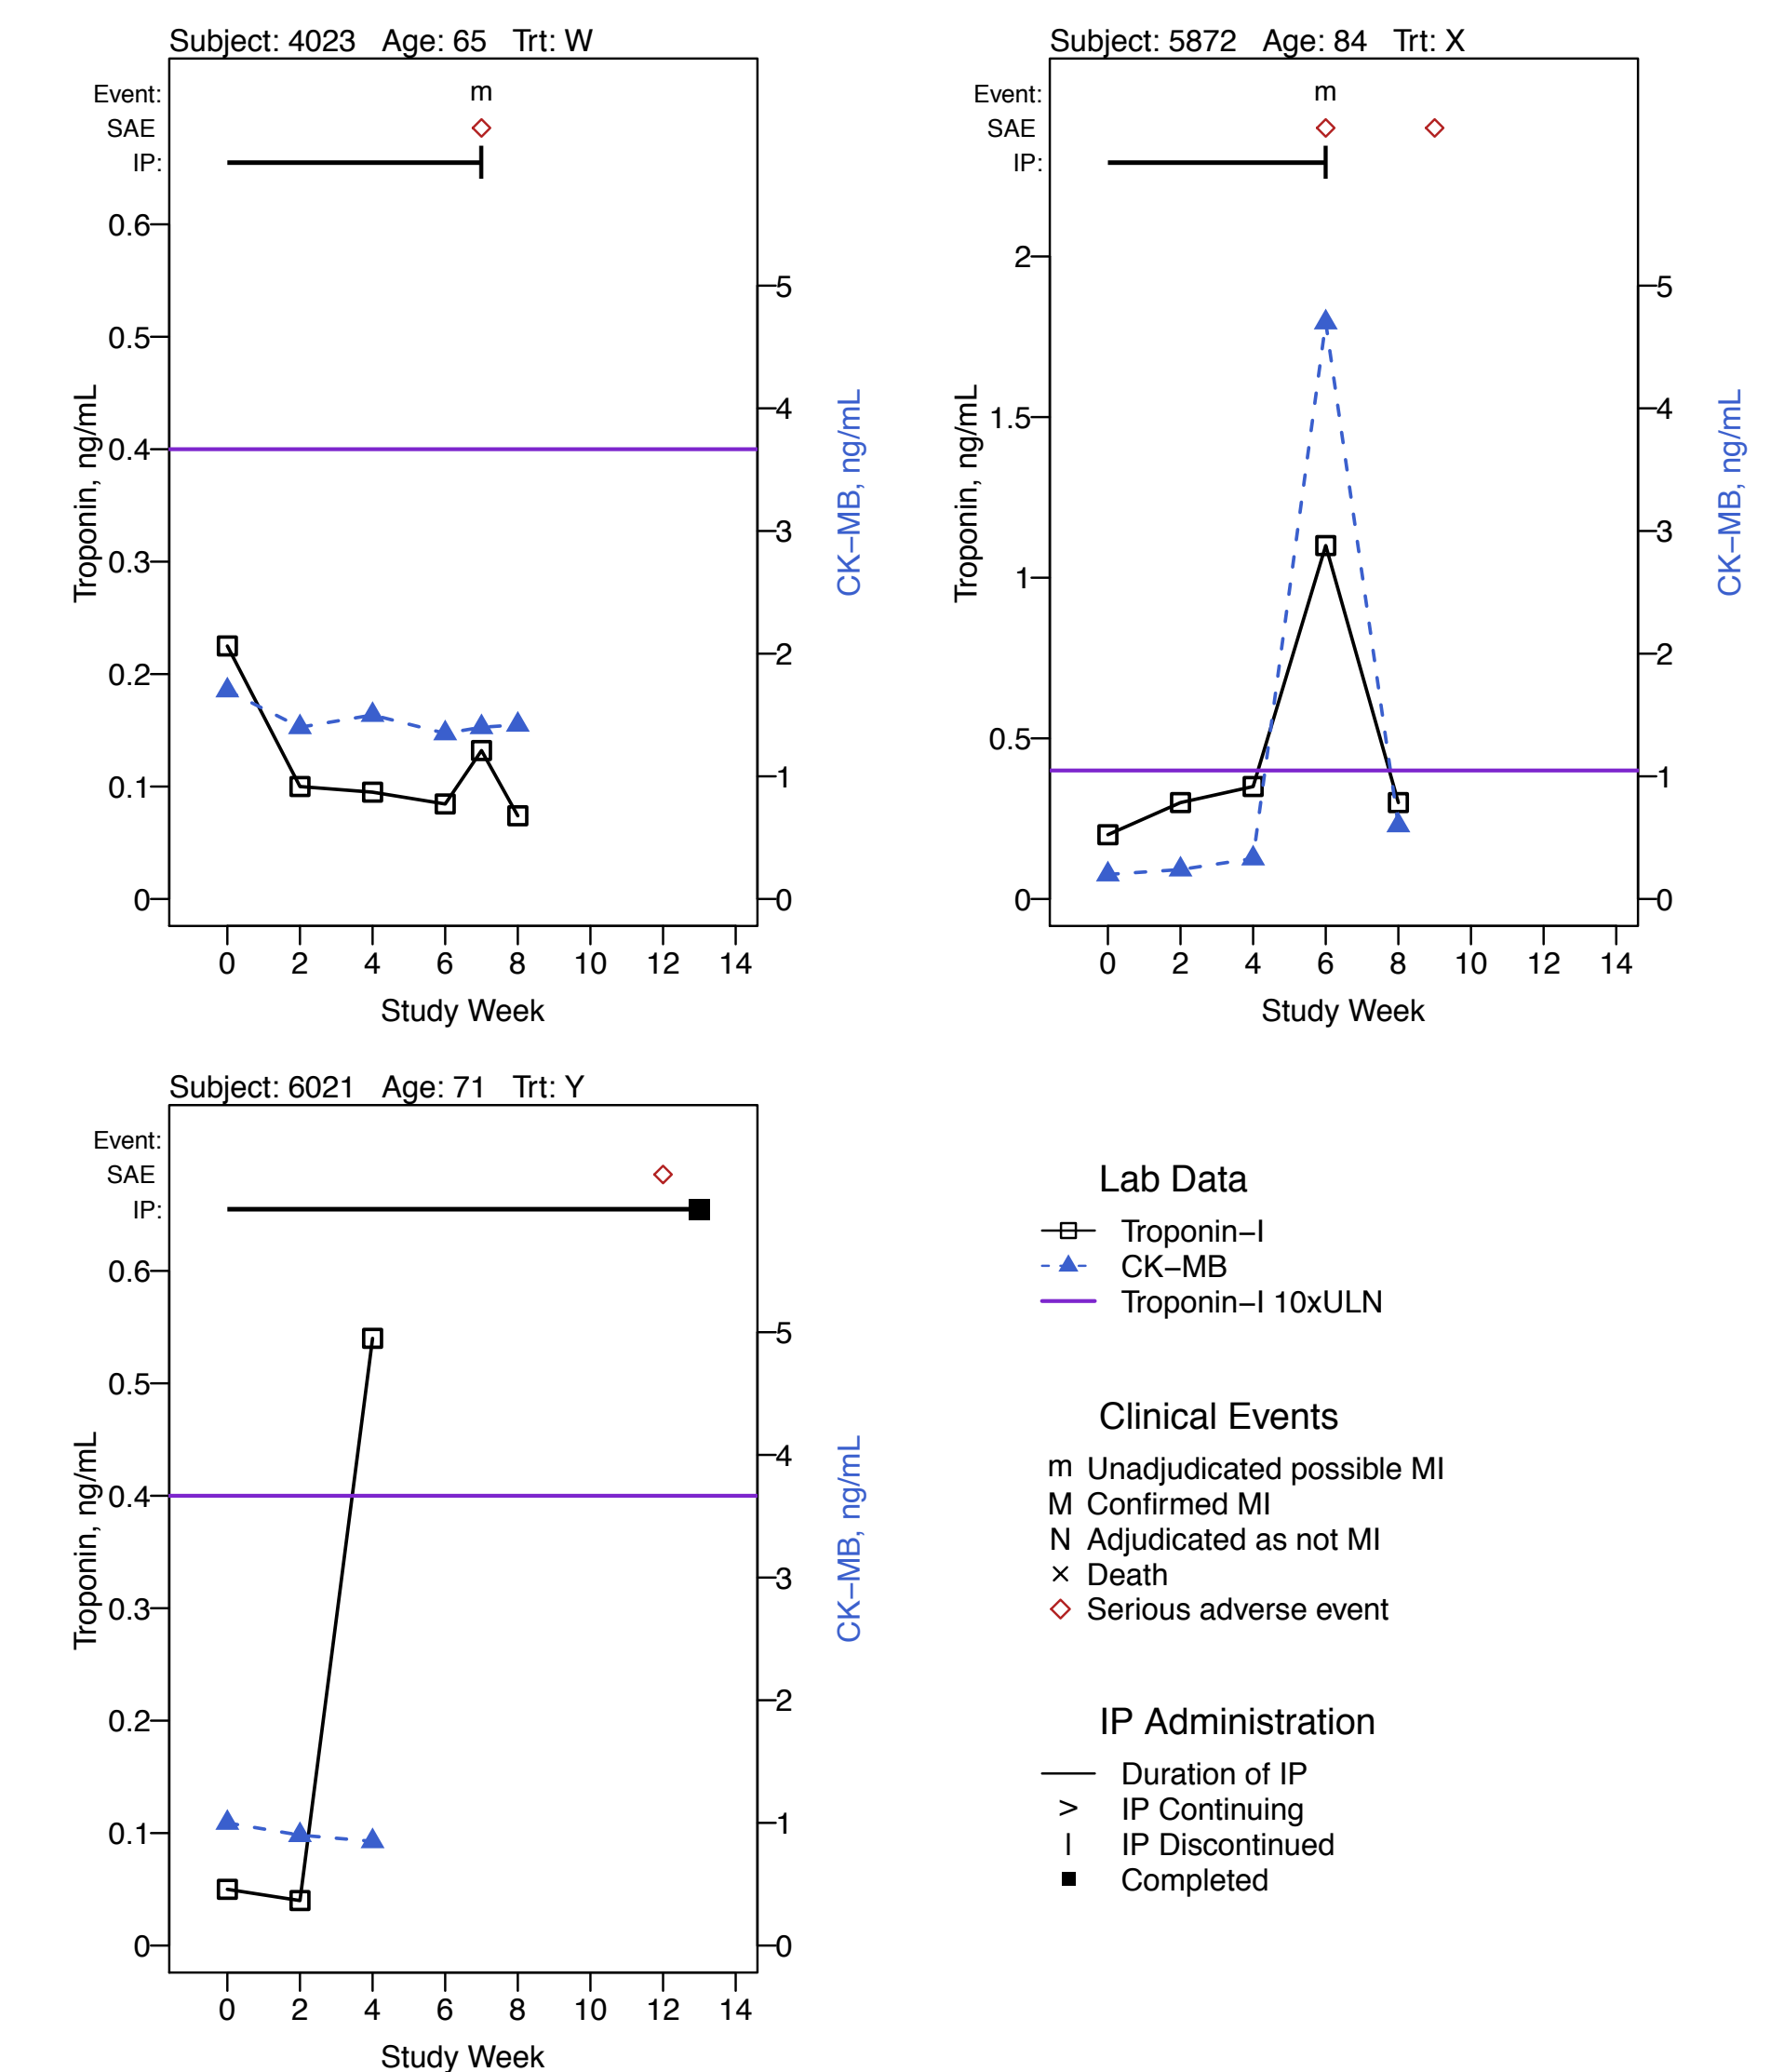 Subject: 4023 Age: 65 Trt: W
Event: m
SAE
IP:
0.6
0.5
0.4
0.3
0.2
0.1
0
Troponin, ng/mL
5
4
3
2
1
0
CK−MB, ng/mL
0 2 4 6 8 10 12 14
Study Week
Subject: 5872 Age: 84 Trt: X
Event: m
SAE
IP:
2
1.5
1
0.5
0
Troponin, ng/mL
5
4
3
2
1
0
CK−MB, ng/mL
0 2 4 6 8 10 12 14
Study Week
Subject: 6021 Age: 71 Trt: Y
Event:
SAE
IP:
0.6
0.5
0.4
0.3
0.2
0.1
0
Troponin, ng/mL
5
4
3
2
1
0
CK−MB, ng/mL
0 2 4 6 8 10 12 14
Study Week
Lab Data
Troponin−I
CK−MB
Troponin−I 10xULN
Clinical Events
m Unadjudicated possible MI
M Confirmed MI
N Adjudicated as not MI
× Death
◇ Serious adverse event
IP Administration
Duration of IP
> IP Continuing
I IP Discontinued
■ Completed